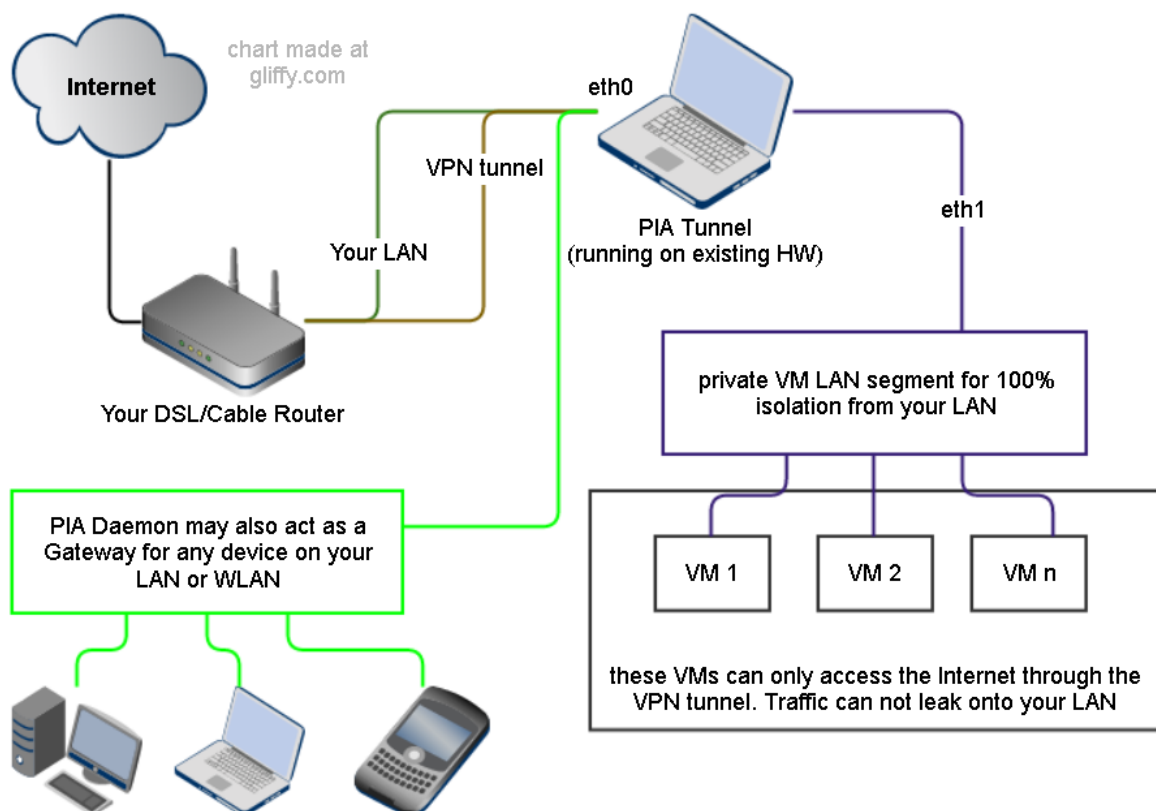 Internet
chart made at
gliffy.com
eth0
VPN tunnel
Your LAN
PIA Tunnel
(running on existing HW)
eth1
Your DSL/Cable Router
private VM LAN segment for 100%
isolation from your LAN
PIA Daemon may also act as a
Gateway for any device on your
LAN or WLAN
VM 1
VM 2
VM n
these VMs can only access the Internet through the
VPN tunnel. Traffic can not leak onto your LAN